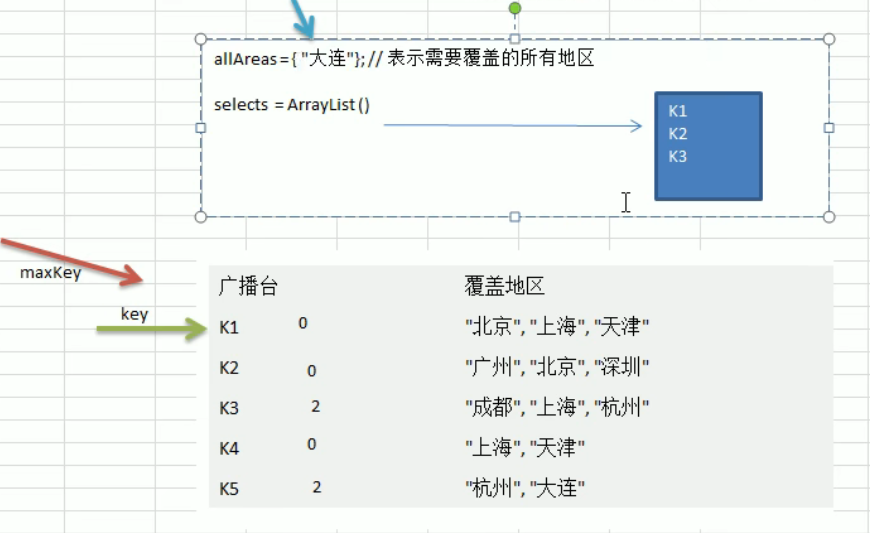 allAreas={ "大连"};// 表示需要覆盖的所有地区
selects = ArrayList()
K1
K2
K3
maxKey
key
广播台 覆盖地区
K1 0 "北京","上海","天津"
K2 0 "广州","北京","深圳"
K3 2 "成都","上海","杭州"
K4 0 "上海","天津"
K5 2 "杭州","大连"